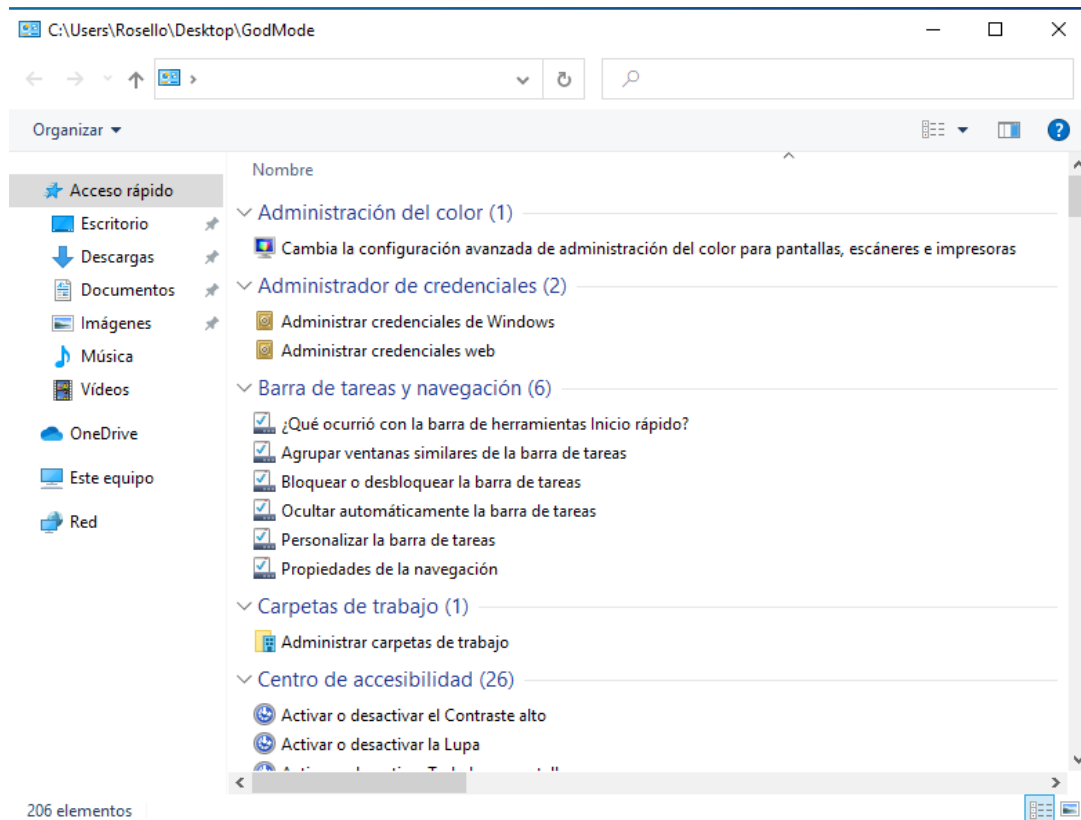 C:\Users\Rosello\Desktop\GodMode
Organizar
Acceso rápido
Escritorio
Descargas
Documentos
Imágenes
Música
Vídeos
OneDrive
Este equipo
Red
Nombre
Administración del color (1)
Cambia la configuración avanzada de administración del color para pantallas, escáneres e impresoras
Administrador de credenciales (2)
Administrar credenciales de Windows
Administrar credenciales web
Barra de tareas y navegación (6)
¿Qué ocurrió con la barra de herramientas Inicio rápido?
Agrupar ventanas similares de la barra de tareas
Bloquear o desbloquear la barra de tareas
Ocultar automáticamente la barra de tareas
Personalizar la barra de tareas
Propiedades de la navegación
Carpetas de trabajo (1)
Administrar carpetas de trabajo
Centro de accesibilidad (26)
Activar o desactivar el Contraste alto
Activar o desactivar la Lupa
206 elementos